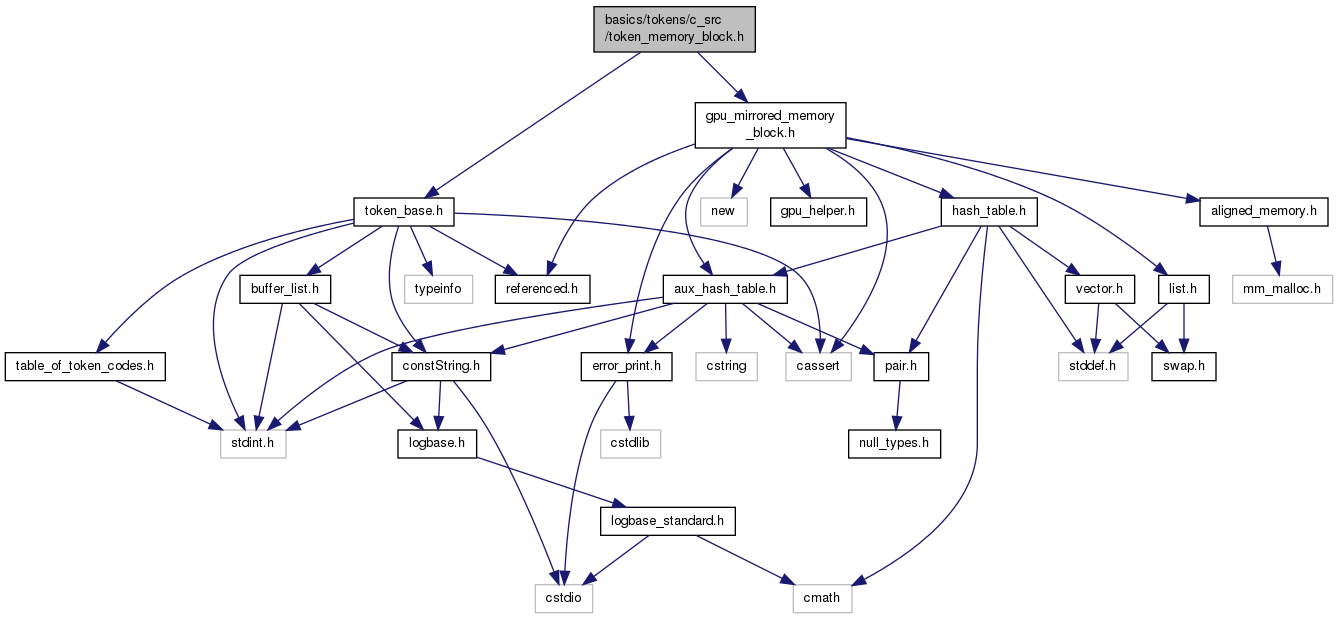 basics/tokens/c_src
/token_memory_block.h
gpu_mirrored_memory
_block.h
token_base.h
new
gpu_helper.h
hash_table.h
aligned_memory.h
buffer_list.h
typeinfo
referenced.h
aux_hash_table.h
vector.h
list.h
mm_malloc.h
table_of_token_codes.h
constString.h
error_print.h
cstring
cassert
pair.h
stddef.h
swap.h
stdint.h
logbase.h
cstdlib
null_types.h
logbase_standard.h
cstdio
cmath